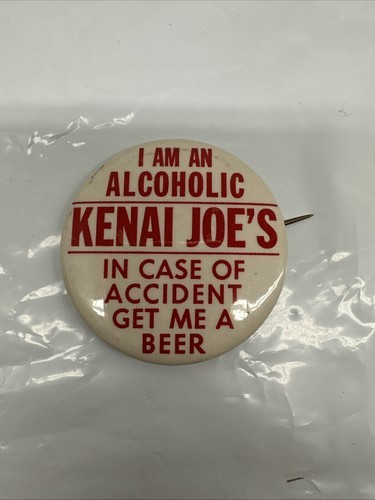 I AM AN
ALCOHOLIC
KENAI JOE'S
IN CASE OF
ACCIDENT
GET ME A
BEER